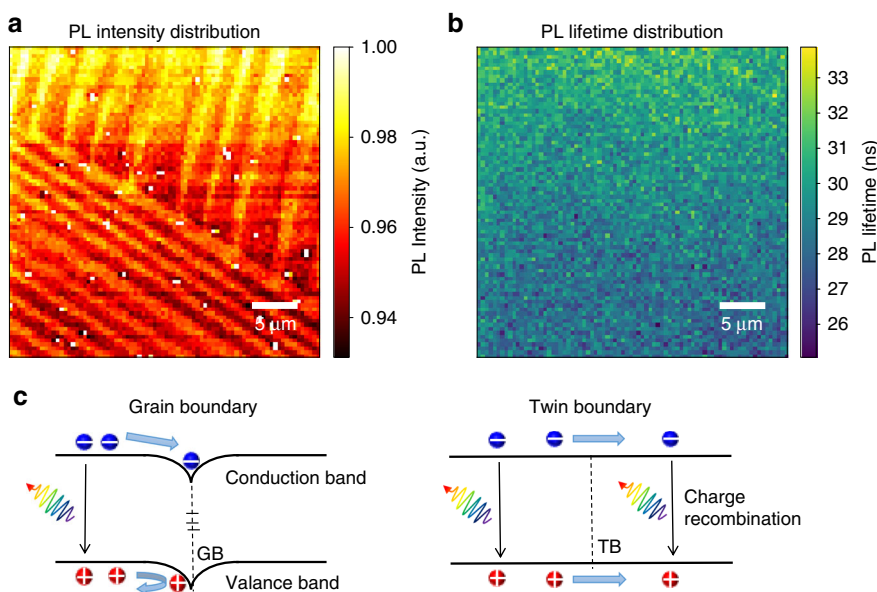 a
PL intensity distribution
1.00
0.98
0.96
0.94
PL Intensity (a.u.)
5 μm
b
PL lifetime distribution
33
32
31
30
29
28
27
26
PL lifetime (ns)
5 μm
c
Grain boundary
Conduction band
GB
Valance band
Twin boundary
Charge
recombination
TB